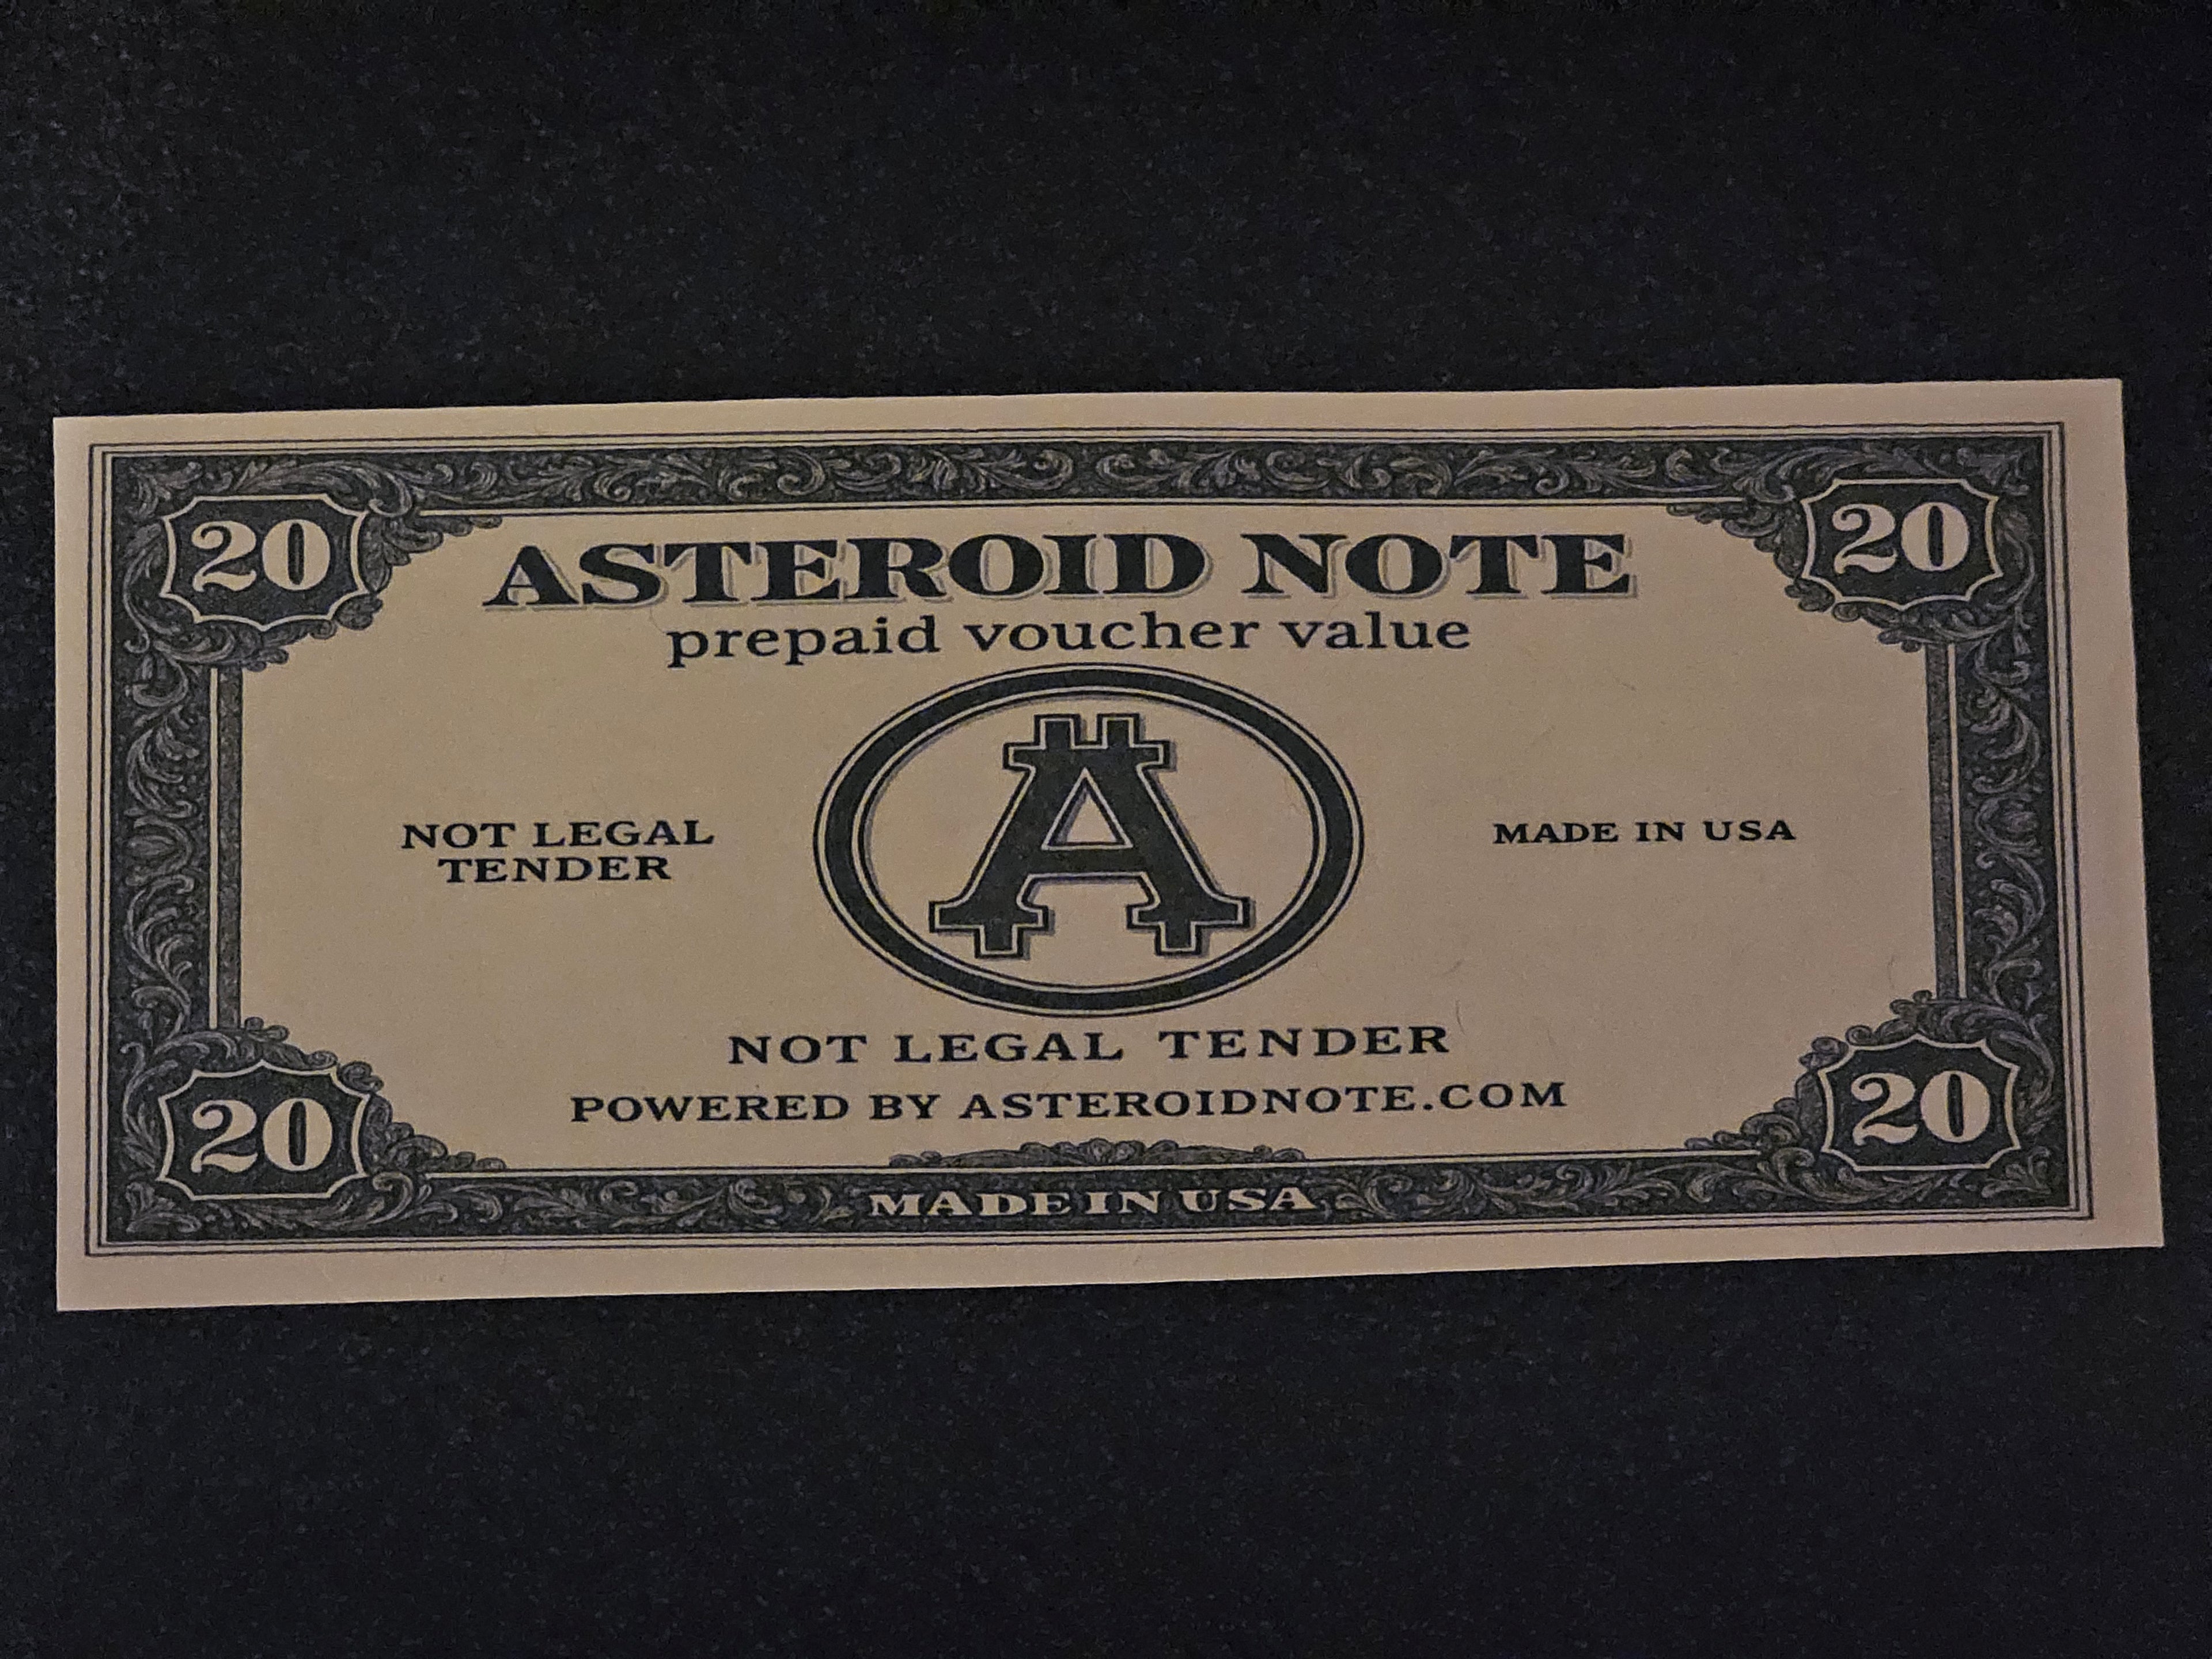 20 20
ASTEROID NOTE
prepaid voucher value
A
NOT LEGAL
TENDER
MADE IN USA
NOT LEGAL TENDER
POWERED BY ASTEROIDNOTE.COM
20 20
MADE IN USA